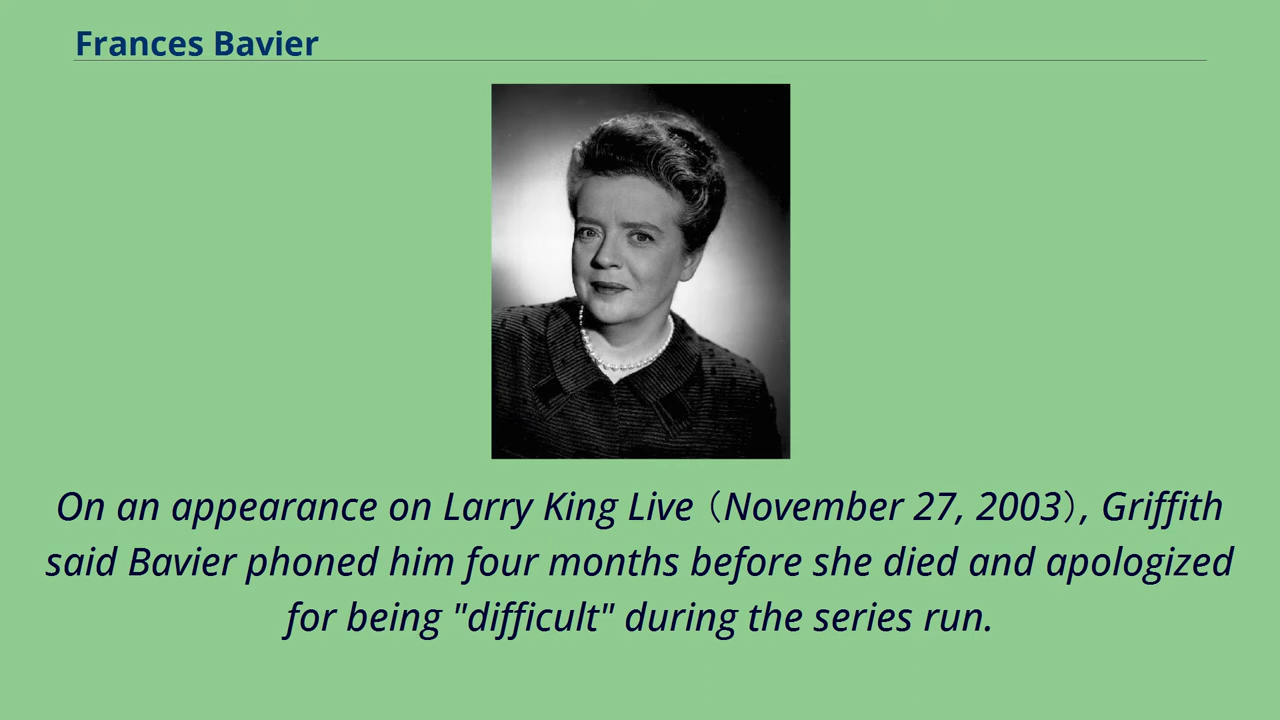 Frances Bavier
On an appearance on Larry King Live（November 27, 2003）, Griffith
said Bavier phoned him four months before she died and apologized
for being "difficult" during the series run.